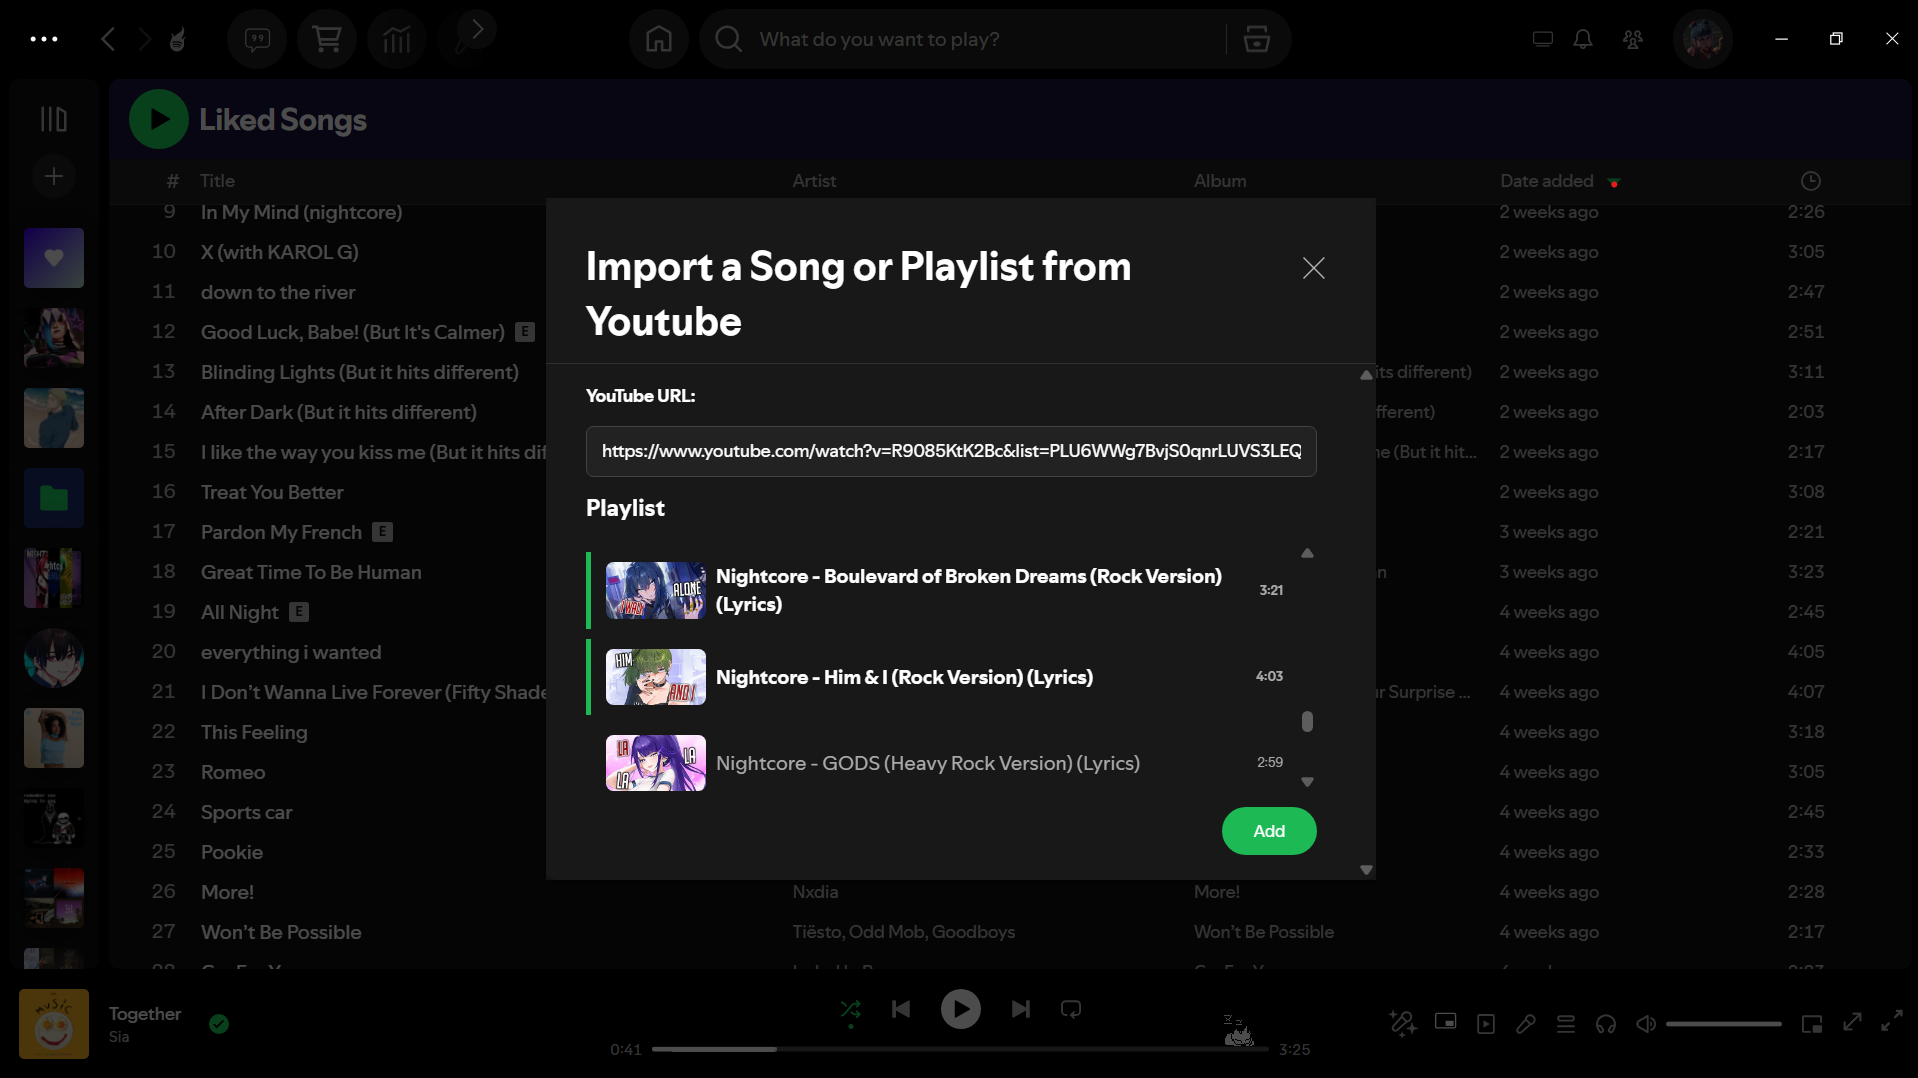 What do you want to play?
Liked Songs
# Title Artist Album Date added
9 In My Mind (nightcore) 2 weeks ago 2:26
10 X (with KAROL G) 2 weeks ago 3:05
11 down to the river 2 weeks ago 2:47
12 Good Luck, Babe! (But It's Calmer) E 2 weeks ago 2:51
13 Blinding Lights (But it hits different) its different) 2 weeks ago 3:11
14 After Dark (But it hits different) fferent) 2 weeks ago 2:03
15 I like the way you kiss me (But it hits dif e (But it hit... 2 weeks ago 2:17
16 Treat You Better 2 weeks ago 3:08
17 Pardon My French E 3 weeks ago 2:21
18 Great Time To Be Human n 3 weeks ago 3:23
19 All Night E 4 weeks ago 2:45
20 everything i wanted 4 weeks ago 4:05
21 I Don’t Wanna Live Forever (Fifty Shade ur Surprise ... 4 weeks ago 4:07
22 This Feeling 4 weeks ago 3:18
23 Romeo 4 weeks ago 3:05
24 Sports car 4 weeks ago 2:45
25 Pookie 4 weeks ago 2:33
26 More! Nxdia More! 4 weeks ago 2:28
27 Won’t Be Possible Tiësto, Odd Mob, Goodboys Won’t Be Possible 4 weeks ago 2:17
Import a Song or Playlist from
Youtube
YouTube URL:
https://www.youtube.com/watch?v=R9085KtK2Bc&list=PLU6WWg7BvjS0qnrLUVS3LEQ
Playlist
I WALK ALONE
Nightcore - Boulevard of Broken Dreams (Rock Version)
(Lyrics)
3:21
HIM AND I
Nightcore - Him & I (Rock Version) (Lyrics)
4:03
LA LA LA
Nightcore - GODS (Heavy Rock Version) (Lyrics)
2:59
Add
MUSIC
Together
Sia
0:41
3:25